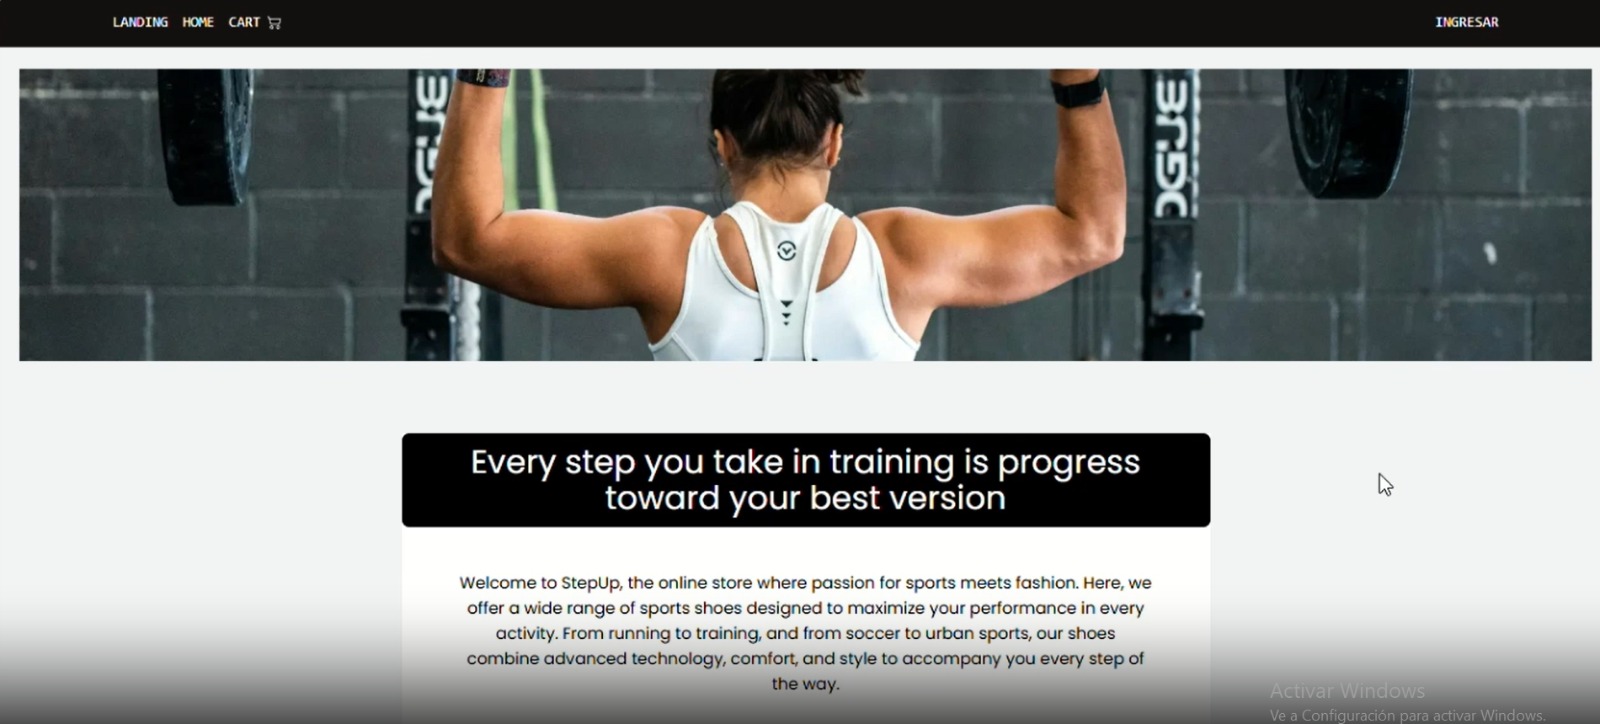 LANDING HOME CART INGRESAR
Every step you take in training is progress
toward your best version
Welcome to StepUp, the online store where passion for sports meets fashion. Here, we
offer a wide range of sports shoes designed to maximize your performance in every
activity. From running to training, and from soccer to urban sports, our shoes
combine advanced technology, comfort, and style to accompany you every step of
the way.
Activar Windows
Ve a Configuración para activar Windows.